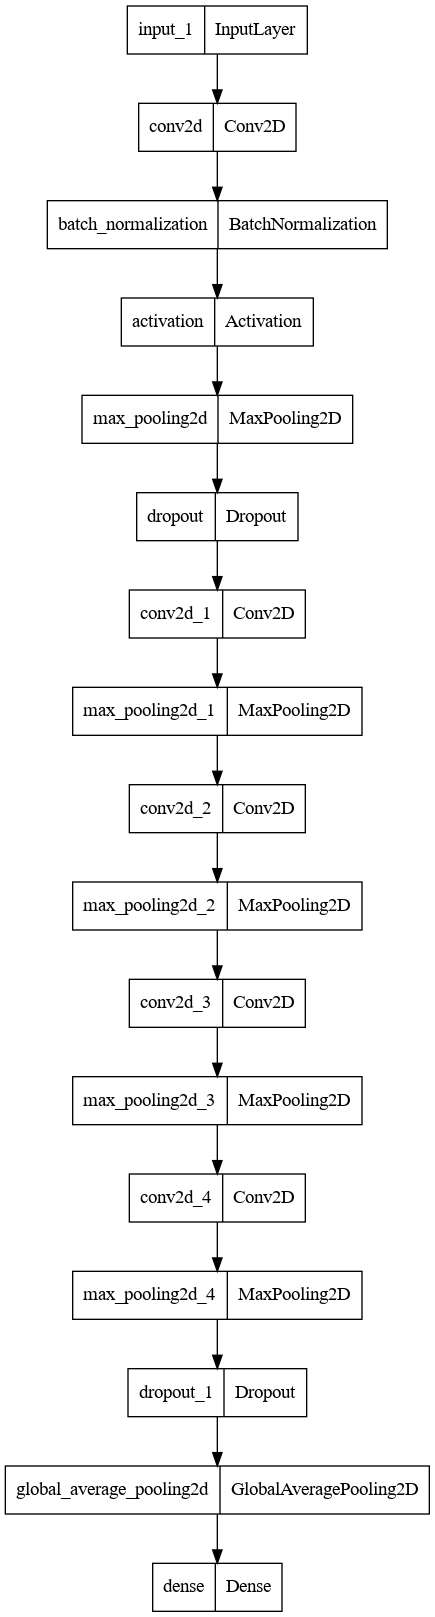 input_1 InputLayer
conv2d Conv2D
batch_normalization BatchNormalization
activation Activation
max_pooling2d MaxPooling2D
dropout Dropout
conv2d_1 Conv2D
max_pooling2d_1 MaxPooling2D
conv2d_2 Conv2D
max_pooling2d_2 MaxPooling2D
conv2d_3 Conv2D
max_pooling2d_3 MaxPooling2D
conv2d_4 Conv2D
max_pooling2d_4 MaxPooling2D
dropout_1 Dropout
global_average_pooling2d GlobalAveragePooling2D
dense Dense